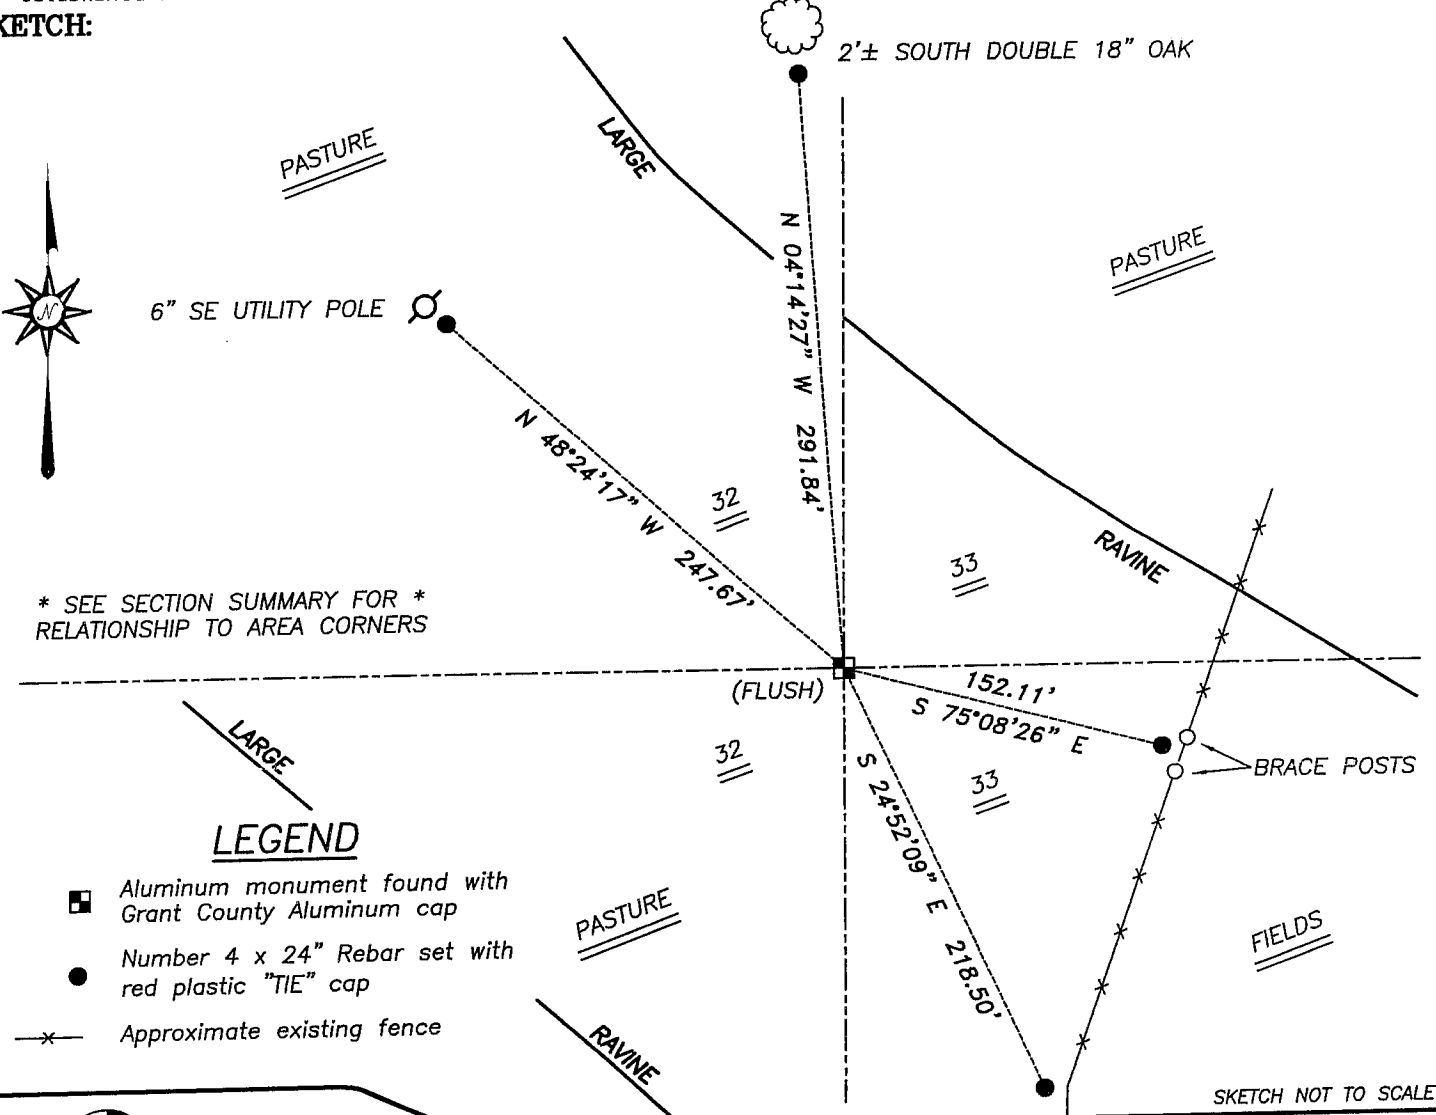 SKETCH:
2'± SOUTH DOUBLE 18" OAK
LARGE
PASTURE
PASTURE
N
6" SE UTILITY POLE
N 04°14'27" W 291.84'
N 48°24'17" W 247.67'
32
33
RAVINE
* SEE SECTION SUMMARY FOR *
RELATIONSHIP TO AREA CORNERS
(FLUSH)
152.11'
S 75°08'26" E
LARGE
32
33
BRACE POSTS
S 24°52'09" E 218.50'
LEGEND
Aluminum monument found with
Grant County Aluminum cap
Number 4 x 24" Rebar set with
red plastic "TIE" cap
Approximate existing fence
PASTURE
FIELDS
RAVINE
SKETCH NOT TO SCALE